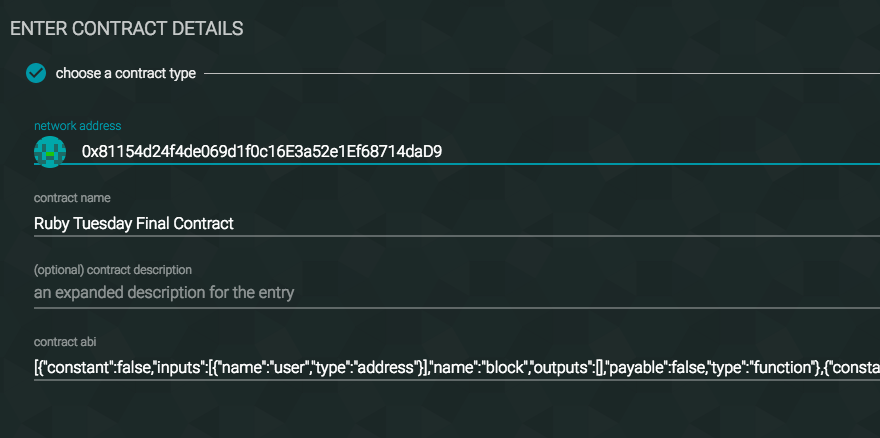 ENTER CONTRACT DETAILS
choose a contract type
network address
0x81154d24f4de069d1f0c16E3a52e1Ef68714daD9
contract name
Ruby Tuesday Final Contract
(optional) contract description
an expanded description for the entry
contract abi
[{"constant":false,"inputs":[{"name":"user","type":"address"}],"name":"block","outputs":[],"payable":false,"type":"function"},{"consta